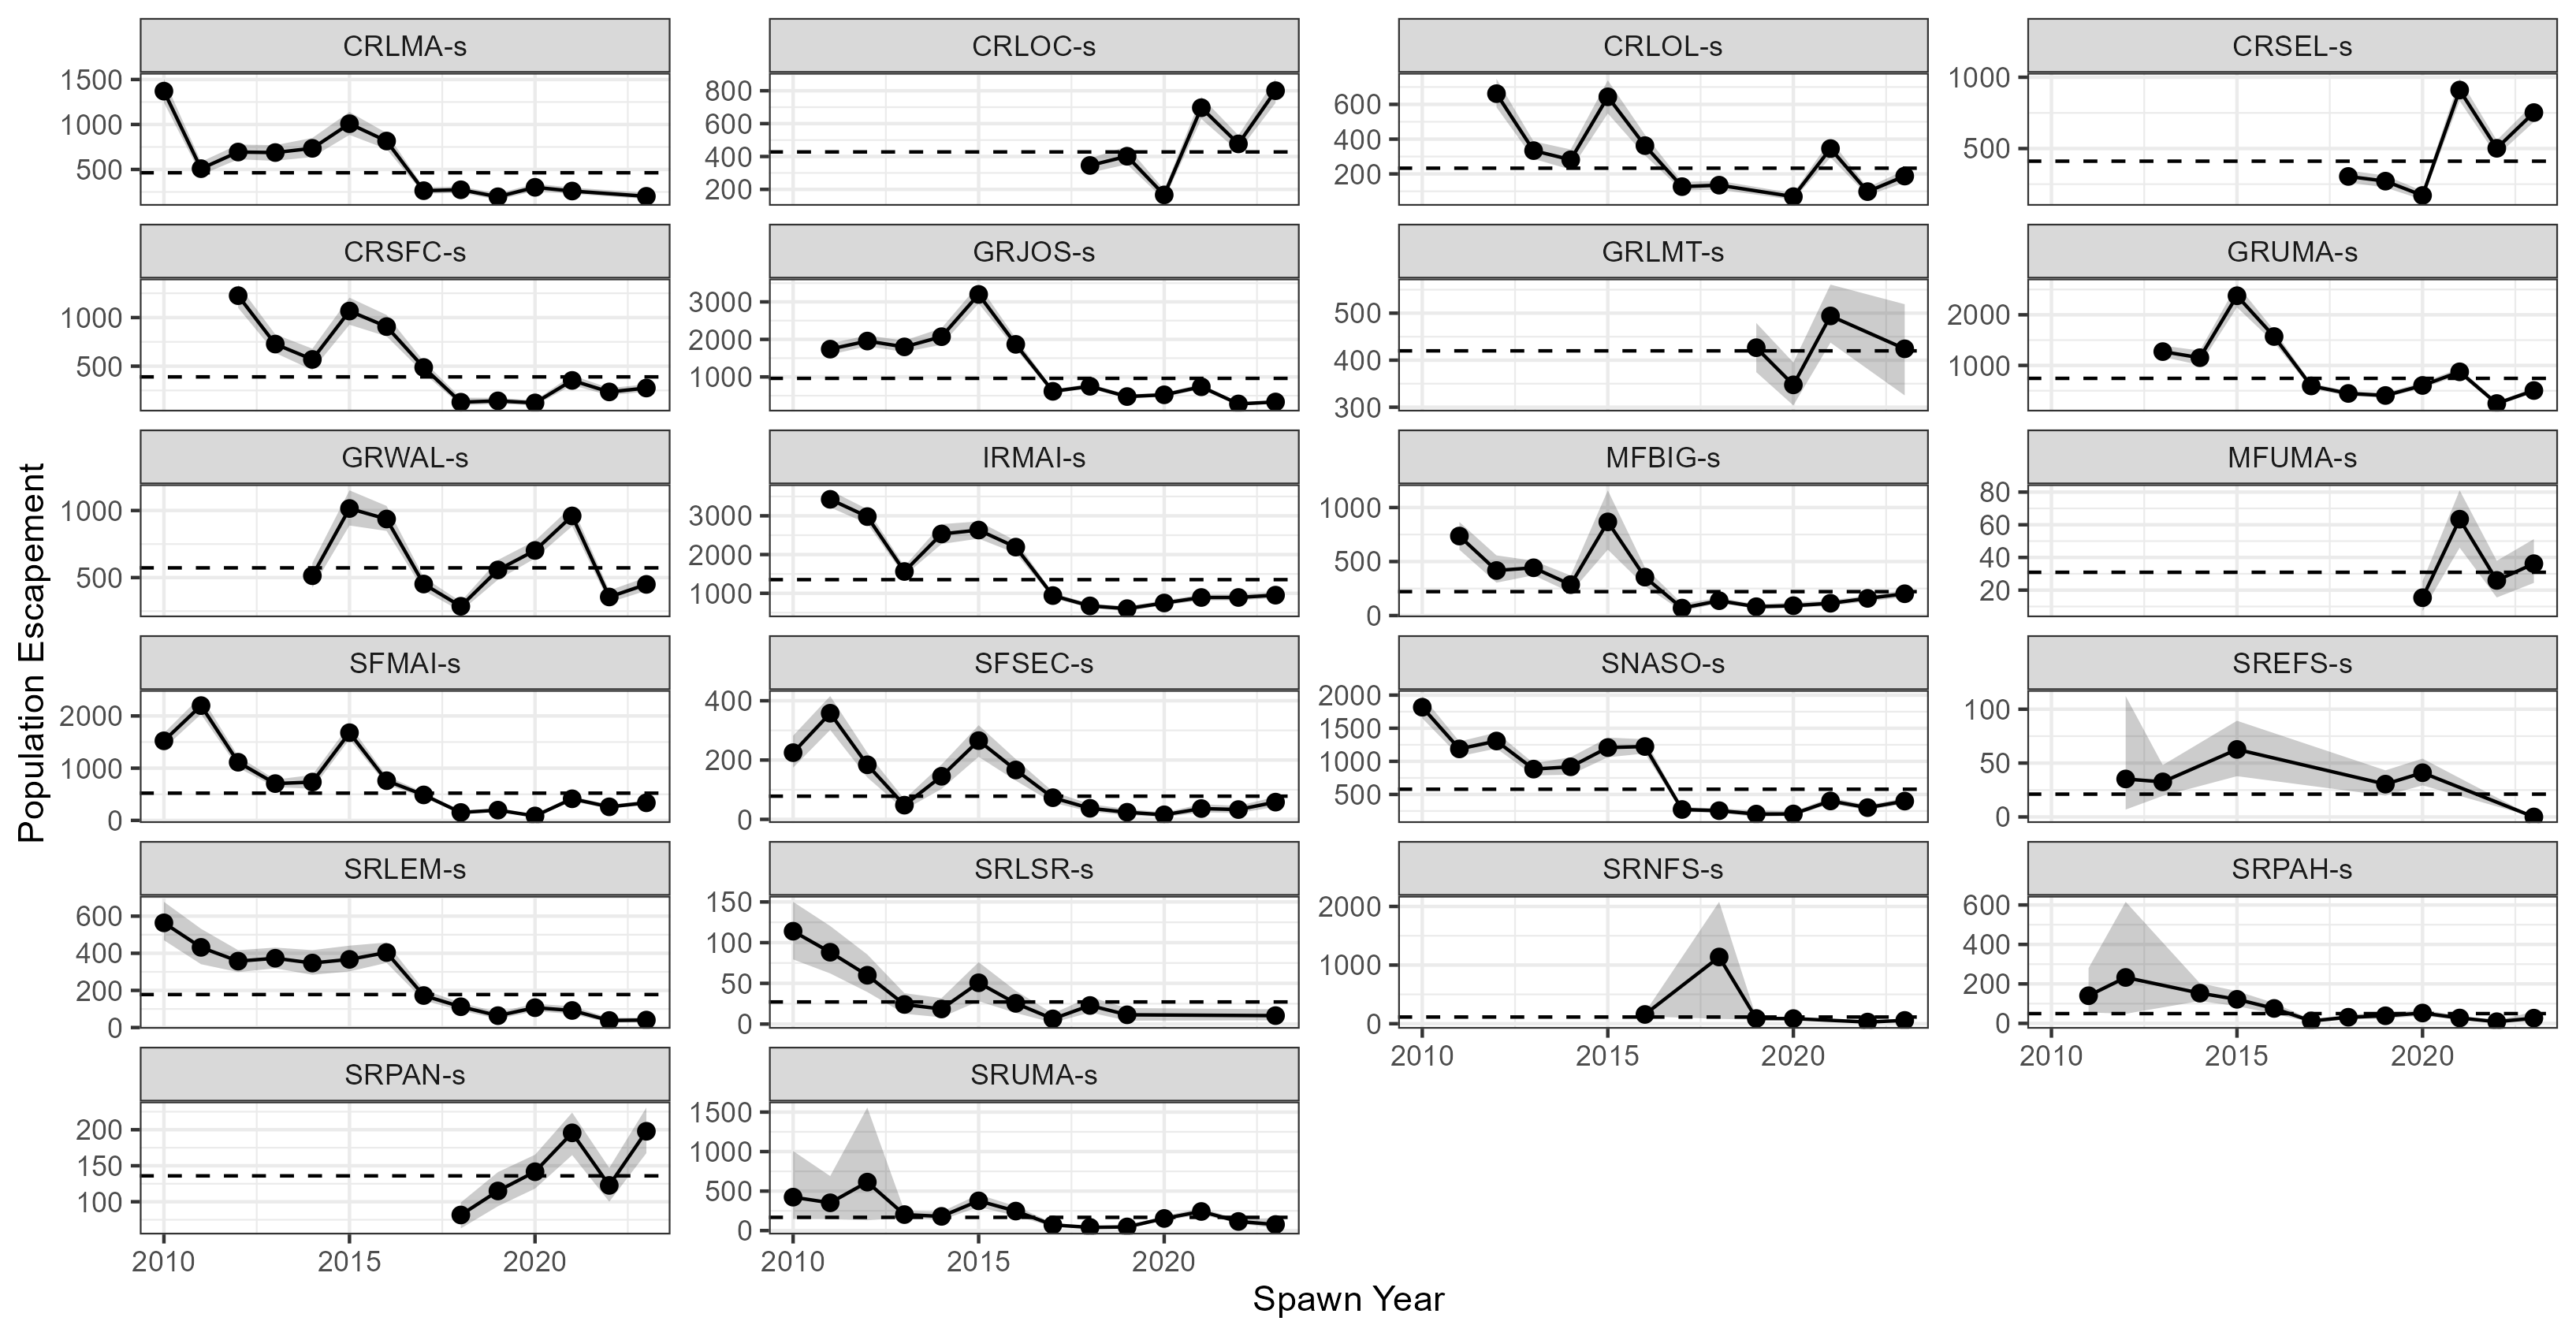 CRLMA-s CRLOC-s CRLOL-s CRSEL-s
1500 1000 500
800 600 400 200
600 400 200
1000 500
CRSFC-s GRJOS-s GRLMT-s GRUMA-s
1000 500
3000 2000 1000
500 400 300
2000 1000
GRWAL-s IRMAI-s MFBIG-s MFUMA-s
1000 500
3000 2000 1000
1000 500 0
80 60 40 20
SFMAI-s SFSEC-s SNASO-s SREFS-s
2000 1000 0
400 200 0
2000 1500 1000 500
100 50 0
SRLEM-s SRLSR-s SRNFS-s SRPAH-s
600 400 200 0
150 100 50 0
2000 1000 0
600 400 200 0
2010 2015 2020 2010 2015 2020
SRPAN-s SRUMA-s
200 150 100
1500 1000 500 0
2010 2015 2020 2010 2015 2020
Population Escapement
Spawn Year